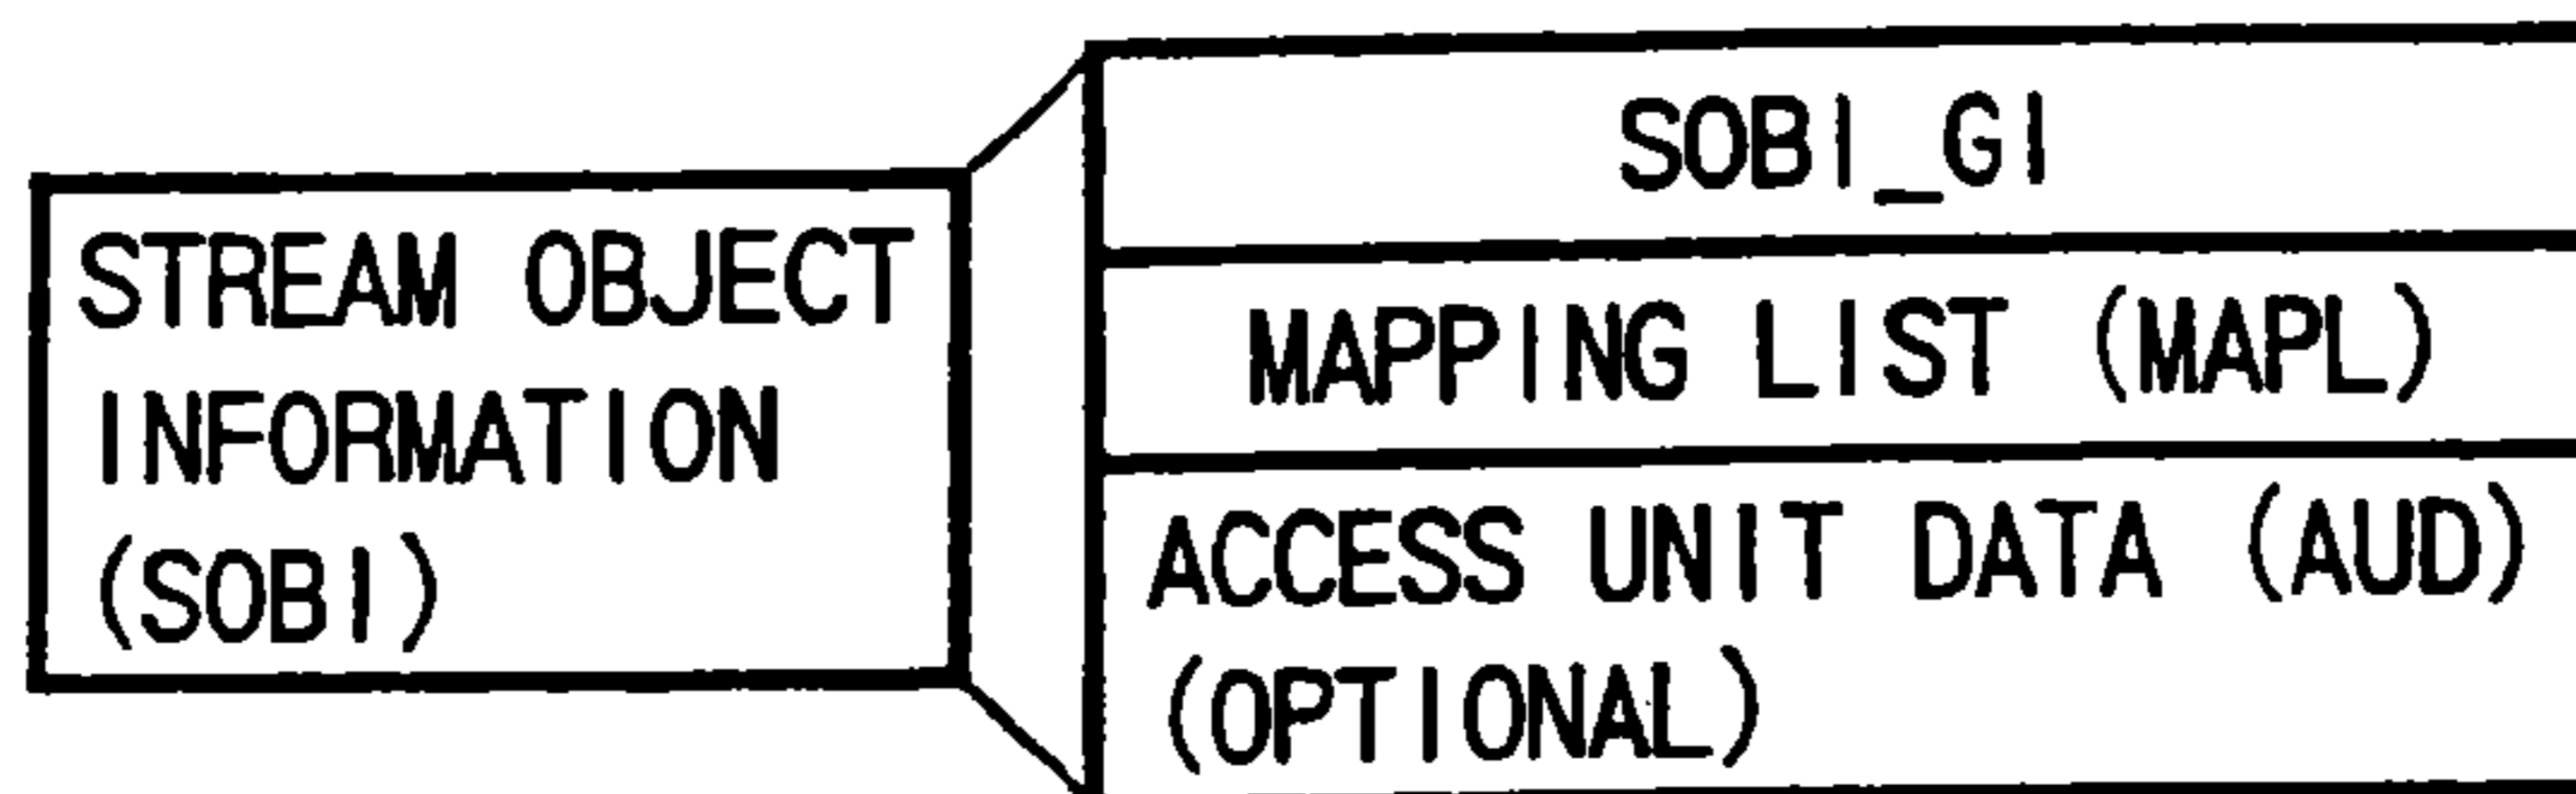 STREAM OBJECT
INFORMATION
(SOBI)
SOBI_GI
MAPPING LIST (MAPL)
ACCESS UNIT DATA (AUD)
(OPTIONAL)